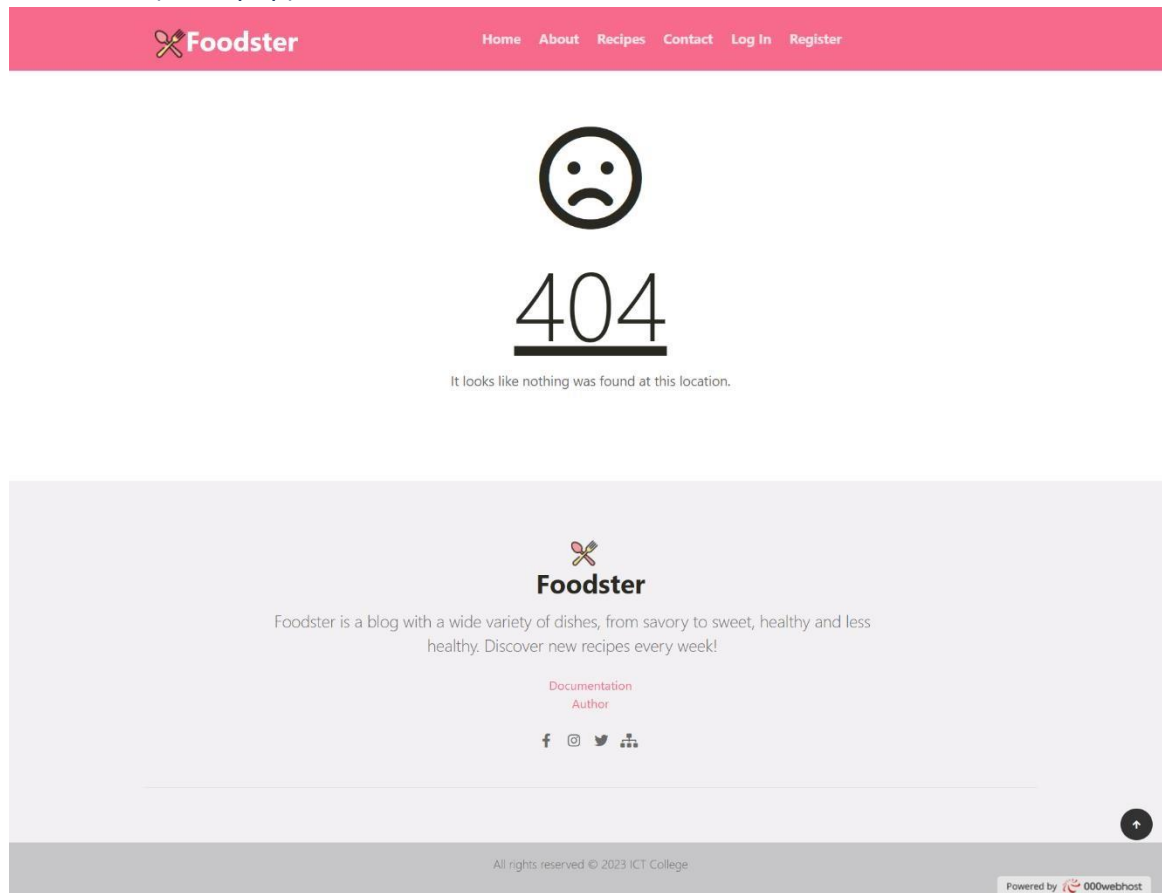 Foodster
Home About Recipes Contact Log In Register
404
It looks like nothing was found at this location.
Foodster
Foodster is a blog with a wide variety of dishes, from savory to sweet, healthy and less
healthy. Discover new recipes every week!
Documentation
Author
All rights reserved © 2023 ICT College
Powered by 000webhost